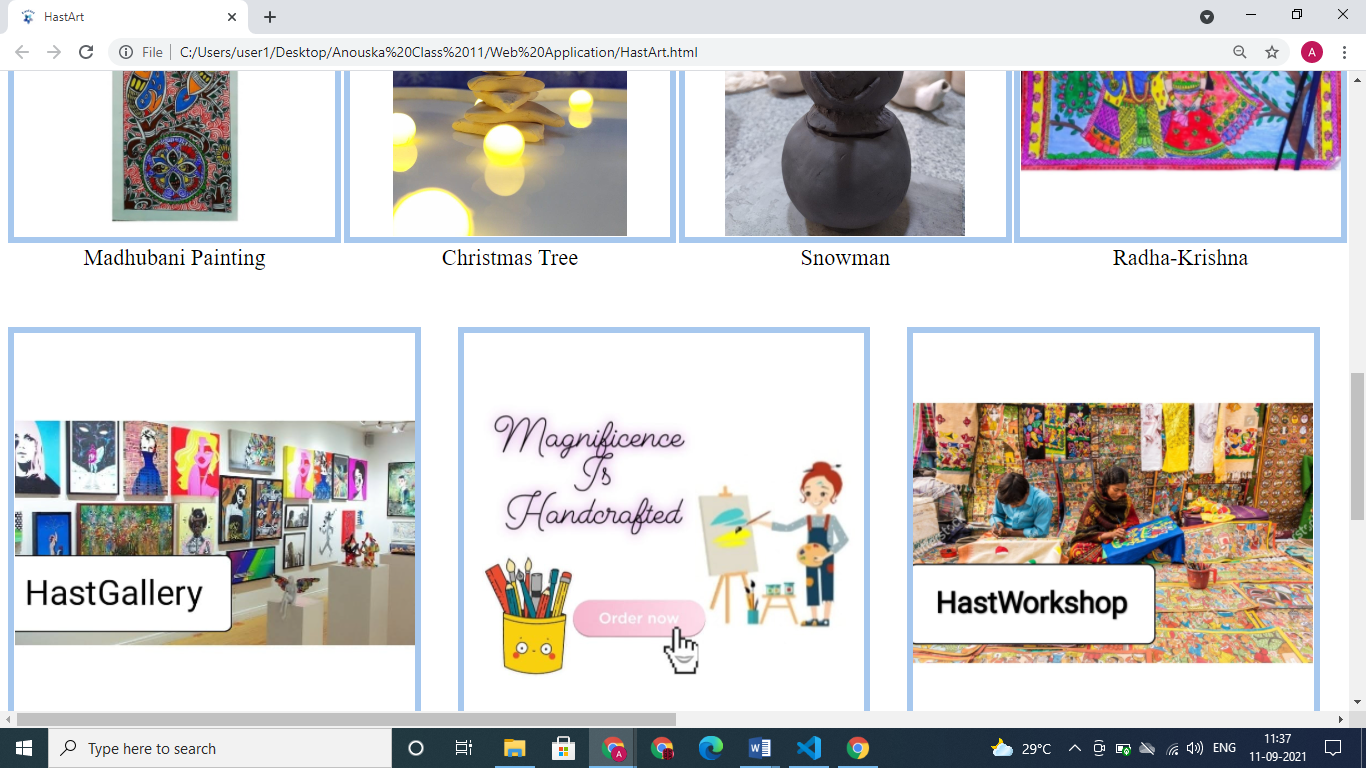 HastArt
File
C:/Users/user1/Desktop/Anouska%20Class%2011/Web%20Application/HastArt.html
A
Madhubani Painting
Christmas Tree
Snowman
Radha-Krishna
HastGallery
Magnificence
Is
Handcrafted
Order now
HastWorkshop
Type here to search
A
29°C
ENG
11:37
11-09-2021